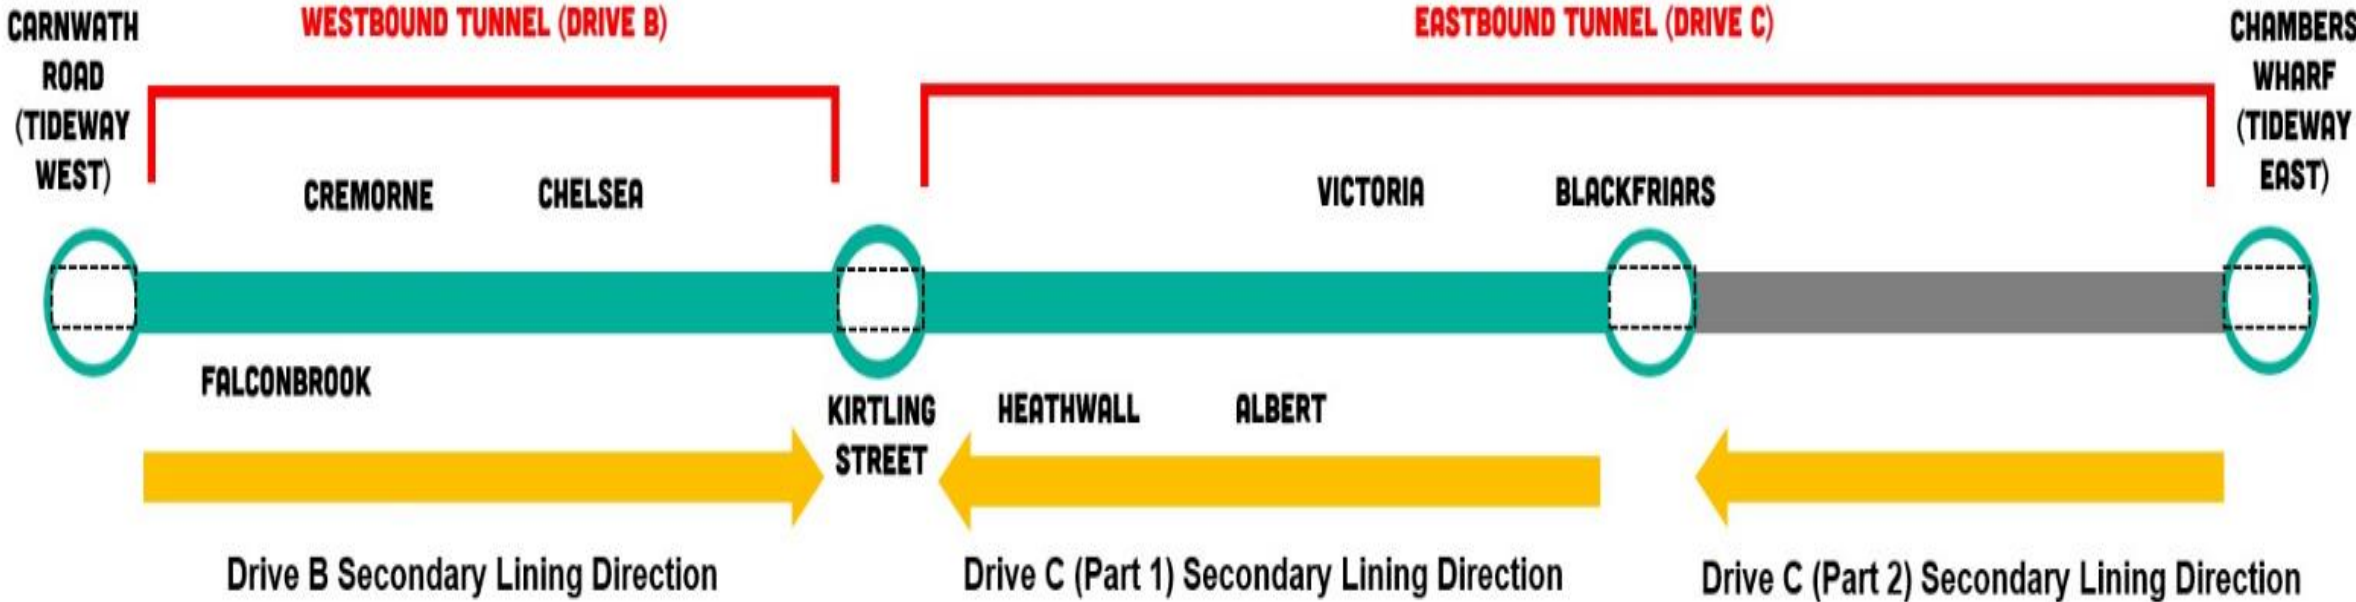 CARNWATH
ROAD
(TIDEWAY
WEST)
WESTBOUND TUNNEL (DRIVE B)
EASTBOUND TUNNEL (DRIVE C)
CHAMBERS
WHARF
(TIDEWAY
EAST)
CREMORNE
CHELSEA
VICTORIA
BLACKFRIARS
FALCONBROOK
KIRTLING
STREET
HEATHWALL
ALBERT
Drive B Secondary Lining Direction
Drive C (Part 1) Secondary Lining Direction
Drive C (Part 2) Secondary Lining Direction